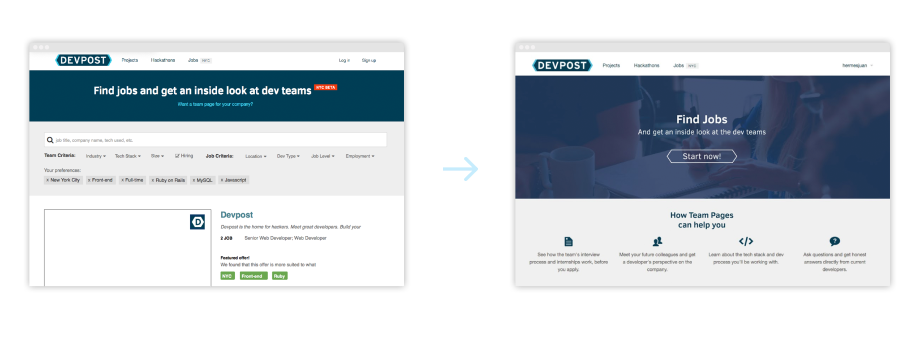 DEVPOST
Projects Hackathons Jobs NYC Log in Sign up
Find jobs and get an inside look at dev teams NYC BETA
Want a team page for your company?
job title, company name, tech used, etc.
Team Criteria: Industry Tech Stack Size Hiring Job Criteria: Location Dev Type Job Level Employment
Your preferences:
x New York City x Front-end x Full-time x Ruby on Rails x MySQL x Javascript
D
Devpost
Devpost is the home for hackers. Meet great developers. Build your
2 JOB Senior Web Developer, Web Developer
Featured offer!
We found that this offer is more suited to what
NYC Front-end Ruby
DEVPOST
Projects Hackathons Jobs NYC hermesjuan
Find Jobs
And get an inside look at the dev teams
Start now!
How Team Pages
can help you
See how the team's interview
process and internships work, before
you apply.
Meet your future colleagues and get
a developer's perspective on the
company.
Learn about the tech stack and dev
process you'll be working with.
Ask questions and get honest
answers directly from current
developers.